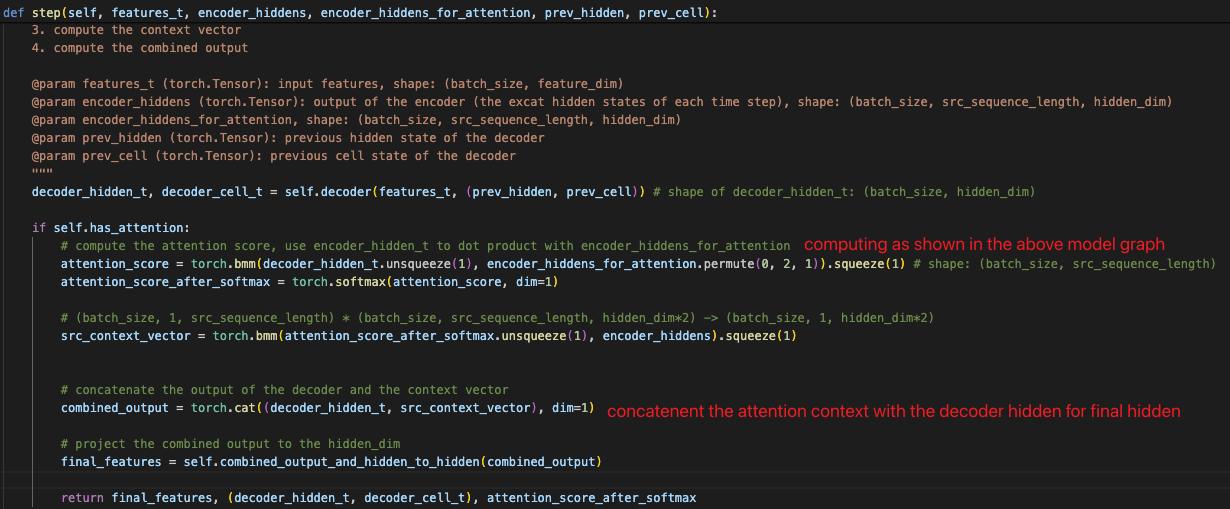 def step(self, features_t, encoder_hiddens, encoder_hiddens_for_attention, prev_hidden, prev_cell):
3. compute the context vector
4. compute the combined output
@param features_t (torch.Tensor): input features, shape: (batch_size, feature_dim)
@param encoder_hiddens (torch.Tensor): output of the encoder (the excat hidden states of each time step), shape: (batch_size, src_sequence_length, hidden_dim)
@param encoder_hiddens_for_attention, shape: (batch_size, src_sequence_length, hidden_dim)
@param prev_hidden (torch.Tensor): previous hidden state of the decoder
@param prev_cell (torch.Tensor): previous cell state of the decoder
"""
decoder_hidden_t, decoder_cell_t = self.decoder(features_t, (prev_hidden, prev_cell)) # shape of decoder_hidden_t: (batch_size, hidden_dim)
if self.has_attention:
# compute the attention score, use encoder_hidden_t to dot product with encoder_hiddens_for_attention computing as shown in the above model graph
attention_score = torch.bmm(decoder_hidden_t.unsqueeze(1), encoder_hiddens_for_attention.permute(0, 2, 1)).squeeze(1) # shape: (batch_size, src_sequence_length)
attention_score_after_softmax = torch.softmax(attention_score, dim=1)
# (batch_size, 1, src_sequence_length) * (batch_size, src_sequence_length, hidden_dim*2) -> (batch_size, 1, hidden_dim*2)
src_context_vector = torch.bmm(attention_score_after_softmax.unsqueeze(1), encoder_hiddens).squeeze(1)
# concatenate the output of the decoder and the context vector
combined_output = torch.cat((decoder_hidden_t, src_context_vector), dim=1) concatenent the attention context with the decoder hidden for final hidden
# project the combined output to the hidden_dim
final_features = self.combined_output_and_hidden_to_hidden(combined_output)
return final_features, (decoder_hidden_t, decoder_cell_t), attention_score_after_softmax